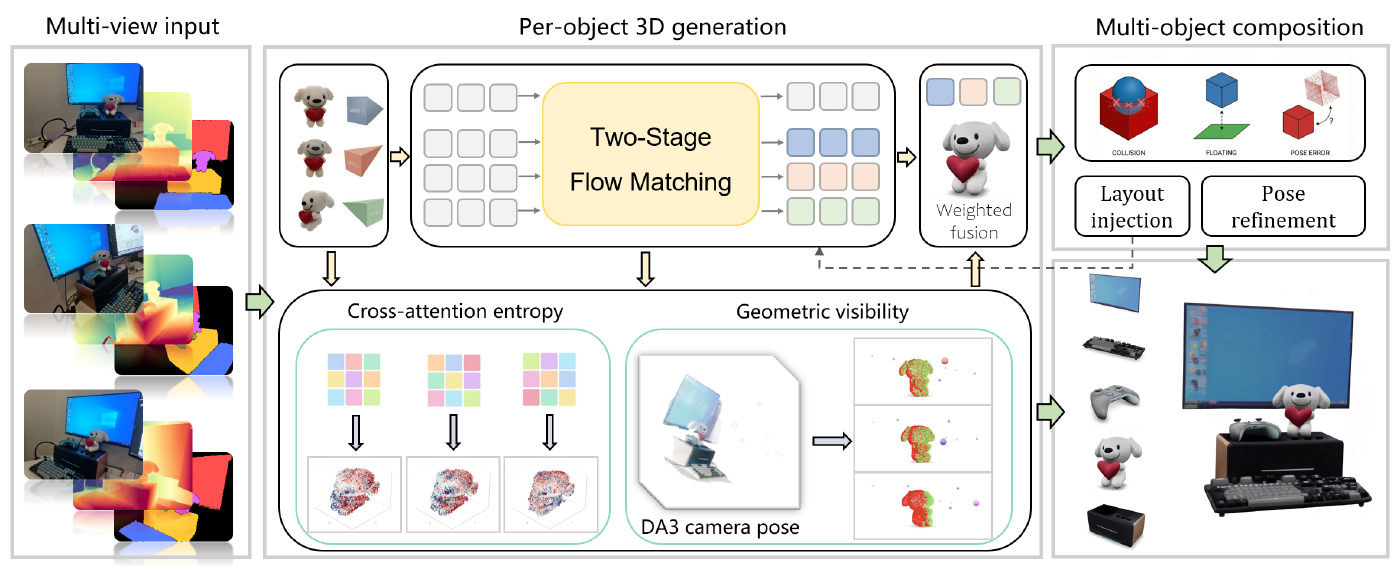 Multi-view input
Per-object 3D generation
Multi-object composition
Two-Stage
Flow Matching
Weighted
fusion
COLLISION
FLOATING
?
POSE ERROR
Layout
injection
Pose
refinement
Cross-attention entropy
Geometric visibility
DA3 camera pose